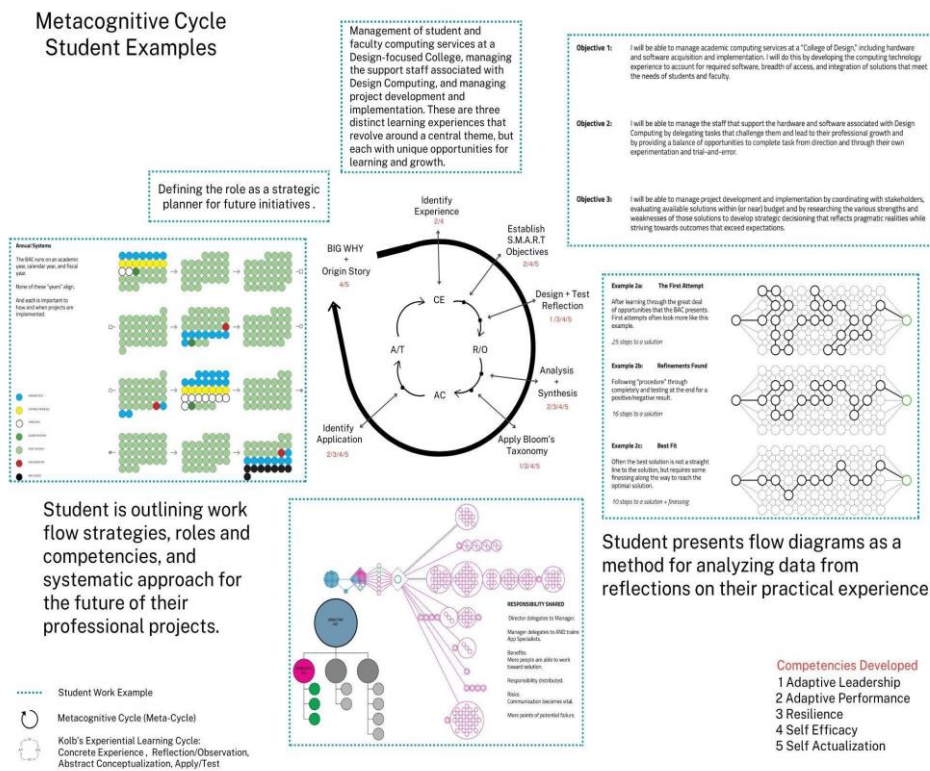 Metacognitive Cycle
Student Examples
Management of student and
faculty computing services at a
Design-focused College, managing
the support staff associated with
Design Computing, and managing
project development and
implementation. These are three
distinct learning experiences that
revolve around a central theme, but
each with unique opportunities for
learning and growth.
Objective 1:
I will be able to manage academic computing services at a "College of Design", including hardware
and software acquisition and implementation. I will do this by developing the computing technology
experience to account for required software, breadth of access, and integration of solutions that meet
the needs of students and faculty.
Objective 2:
I will be able to manage the staff that support the hardware and software associated with Design
Computing by delegating tasks that challenge them and lead to their professional growth and
by providing a balance of opportunities to complete task from direction and through their own
experimentation and trial-and-error.
Objective 3:
I will be able to manage project development and implementation by coordinating with stakeholders,
evaluating available solutions within (or near) budget and by researching the various strengths and
weaknesses of those solutions to develop strategic decisioning that reflects pragmatic realities while
striving towards outcomes that exceed expectations.
Defining the role as a strategic
planner for future initiatives .
Annual Systems
The BAC runs on an academic
year, calendar year, and fiscal
year.
None of these "years" align.
And each is important to
how and when projects are
implemented.
BIG WHY
+
Origin Story
4/5
Identify
Experience
2/4
Establish
S.M.A.R.T
Objectives
2/4/5
Design + Test
Reflection
1/3/4/5
Analysis
+
Synthesis
2/3/4/5
Apply Bloom's
Taxonomy
1/3/4/5
Identify
Application
2/3/4/5
CE
R/O
AC
A/T
Example 2a: The First Attempt
After learning through the great deal
of opportunities that the BAC presents.
First attempts often look more like this
example.
25 steps to a solution
Example 2b: Refinements Found
Following "procedure" through
completely and testing at the end for a
positive/negative result.
16 steps to a solution
Example 2c: Best Fit
Often the best solution is not a straight
line to the solution, but requires some
finessing along the way to reach the
optimal solution.
10 steps to a solution + finessing
Student is outlining work
flow strategies, roles and
competencies, and
systematic approach for
the future of their
professional projects.
RESPONSIBILITY SHARED
Director delegates to Manager.
Manager delegates to AND trains
App Specialists.
Benefits:
More people are able to work
toward solution.
Responsibility distributed.
Risks:
Communication becomes vital.
More points of potential failure.
Student presents flow diagrams as a
method for analyzing data from
reflections on their practical experience
Student Work Example
Metacognitive Cycle (Meta-Cycle)
Kolb's Experiential Learning Cycle:
Concrete Experience , Reflection/Observation,
Abstract Conceptualization, Apply/Test
Competencies Developed
1 Adaptive Leadership
2 Adaptive Performance
3 Resilience
4 Self Efficacy
5 Self Actualization